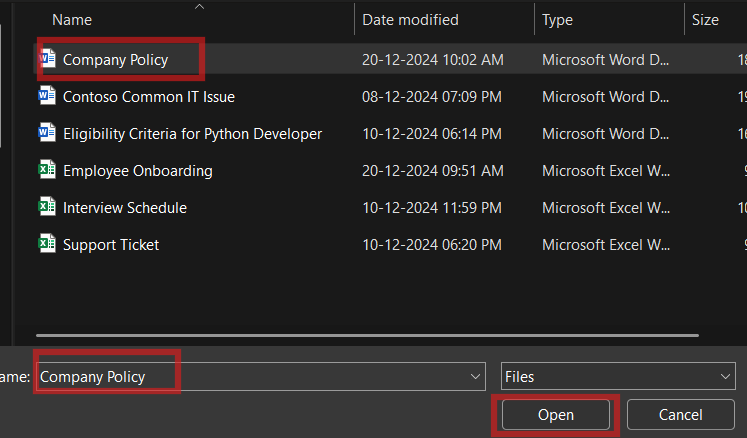 Name Date modified Type Size
Company Policy 20-12-2024 10:02 AM Microsoft Word D... 18
Contoso Common IT Issue 08-12-2024 07:09 PM Microsoft Word D... 19
Eligibility Criteria for Python Developer 10-12-2024 06:14 PM Microsoft Word D... 16
Employee Onboarding 20-12-2024 09:51 AM Microsoft Excel W...
Interview Schedule 10-12-2024 11:59 PM Microsoft Excel W... 10
Support Ticket 10-12-2024 06:20 PM Microsoft Excel W...
ame: Company Policy Files
Open Cancel